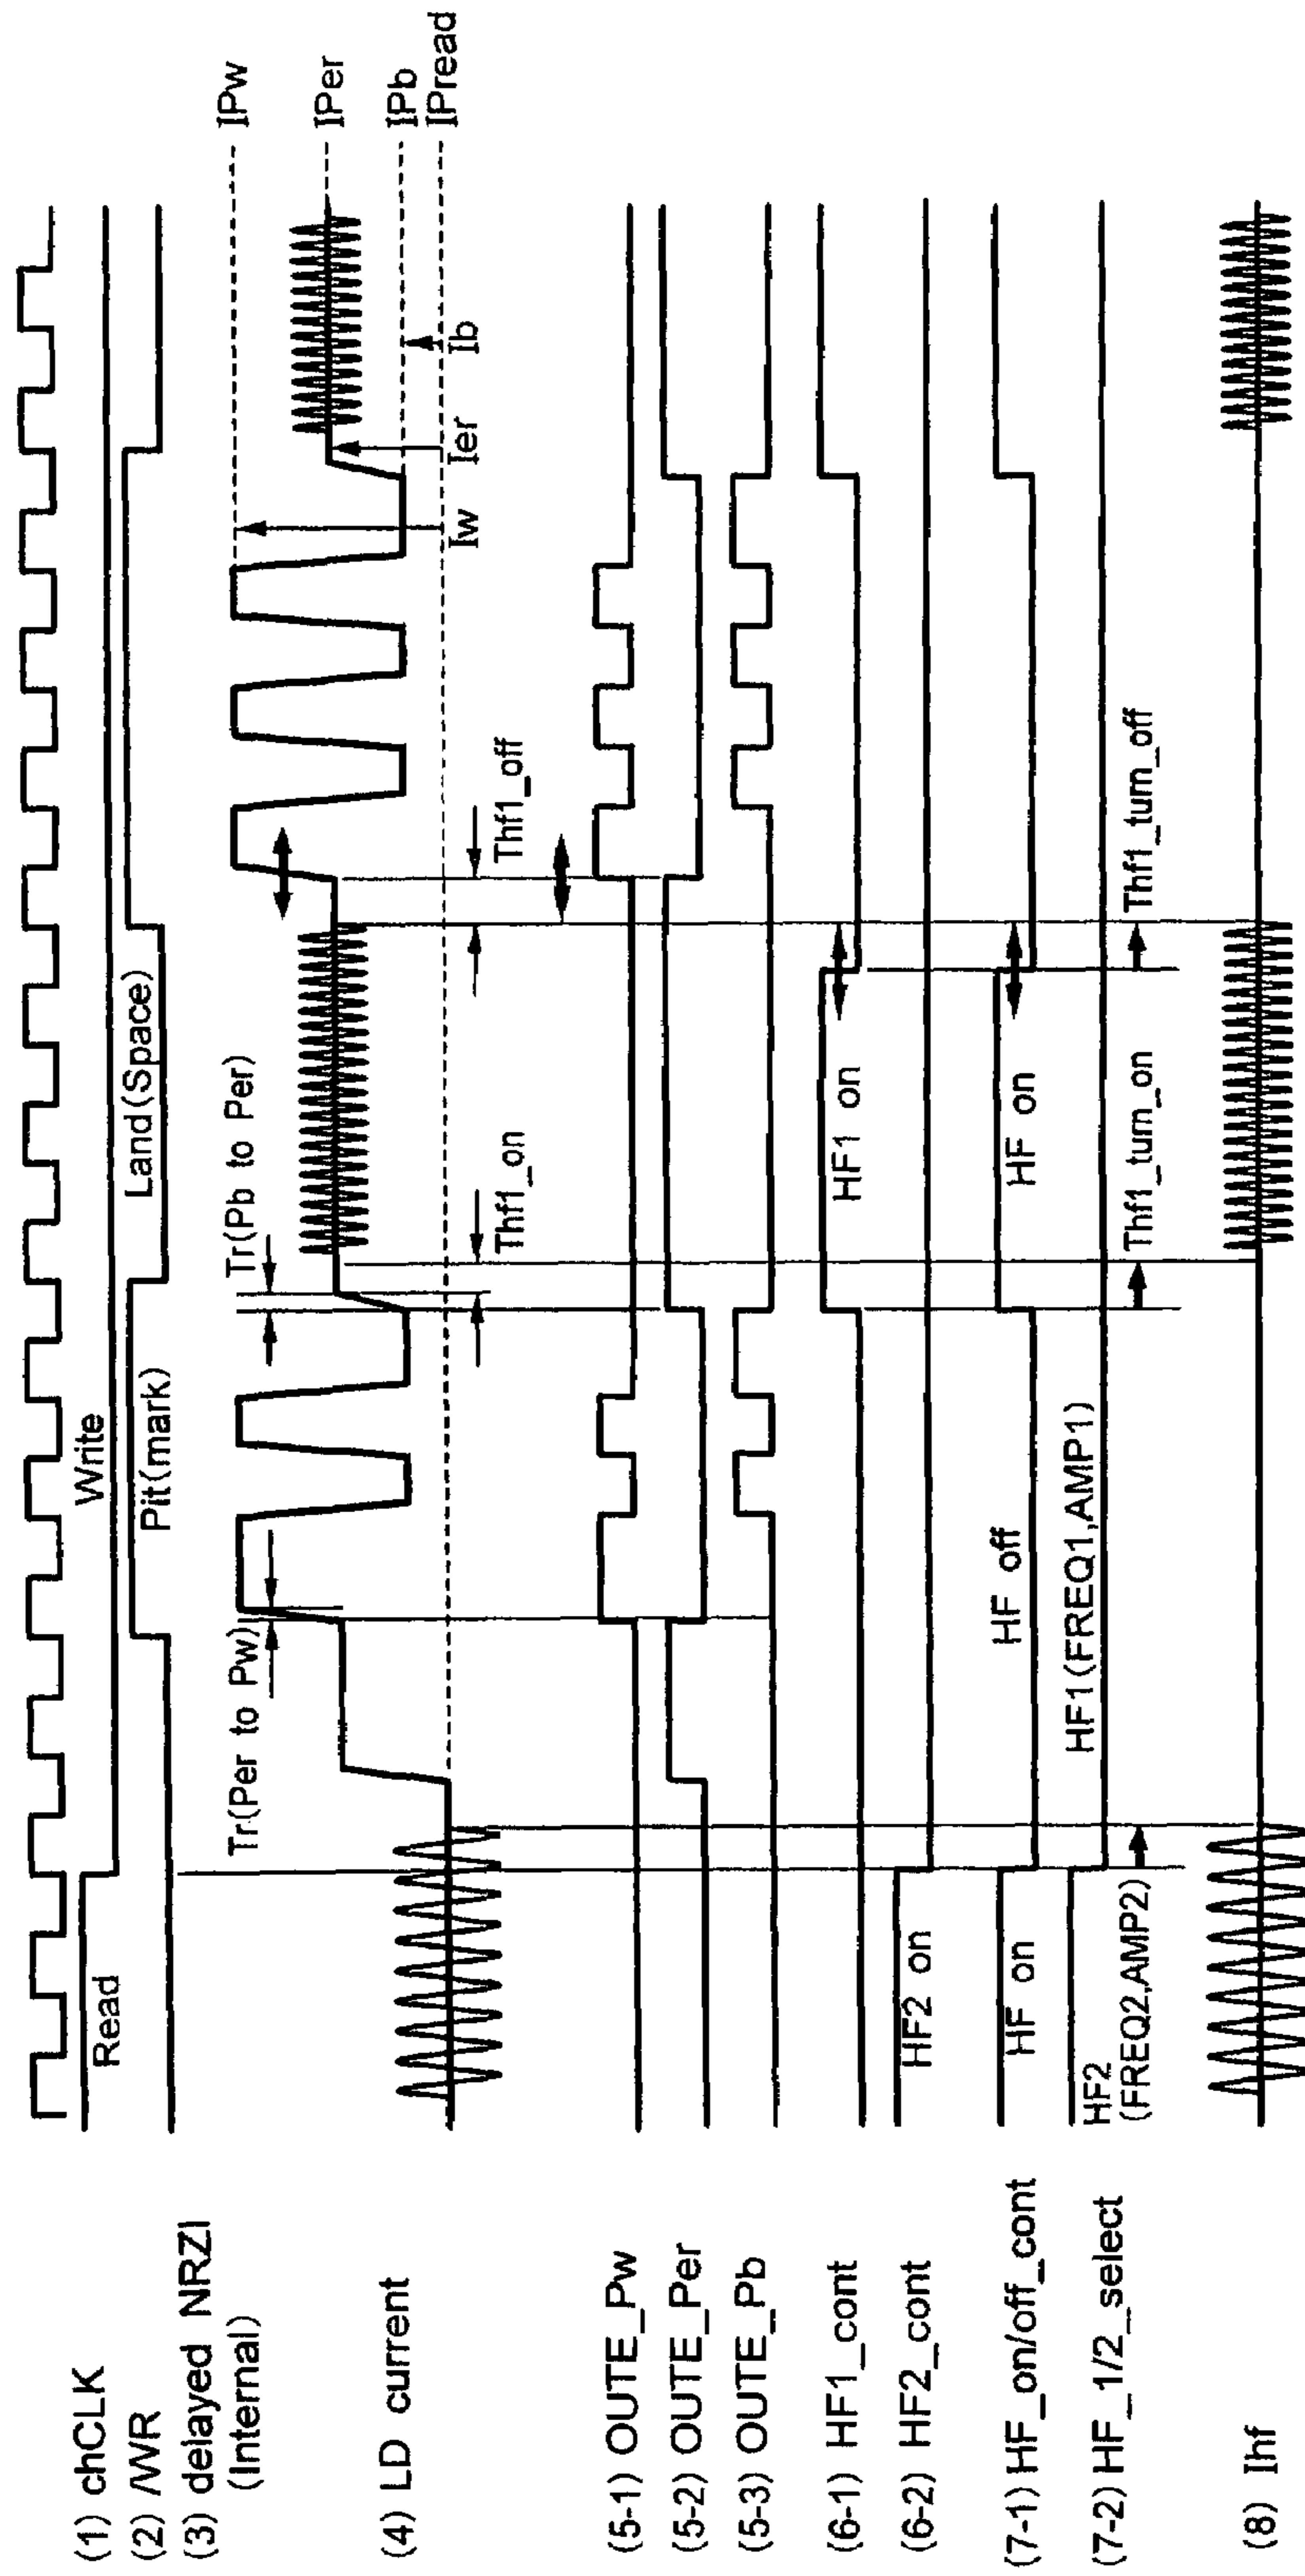 (1) chCLK
(2) /WR
(3) delayed NRZI
(Internal)
(4) LD current
(5-1) OUTE_Pw
(5-2) OUTE_Per
(5-3) OUTE_Pb
(6-1) HF1_cont
(6-2) HF2_cont
(7-1) HF_on/off_cont
(7-2) HF_1/2_select
(8) Ihf
Read
Write
Pit(mark)
Land(Space)
Tr(Per to Pw)
Tr(Pb to Per)
IPw
IPer
IPb
IPread
Iw
Ier
Ib
Thf1_on
Thf1_off
HF2 on
HF1 on
HF on
HF off
HF on
HF2
(FREQ2,AMP2)
HF1(FREQ1,AMP1)
Thf1_turn_on
Thf1_turn_off